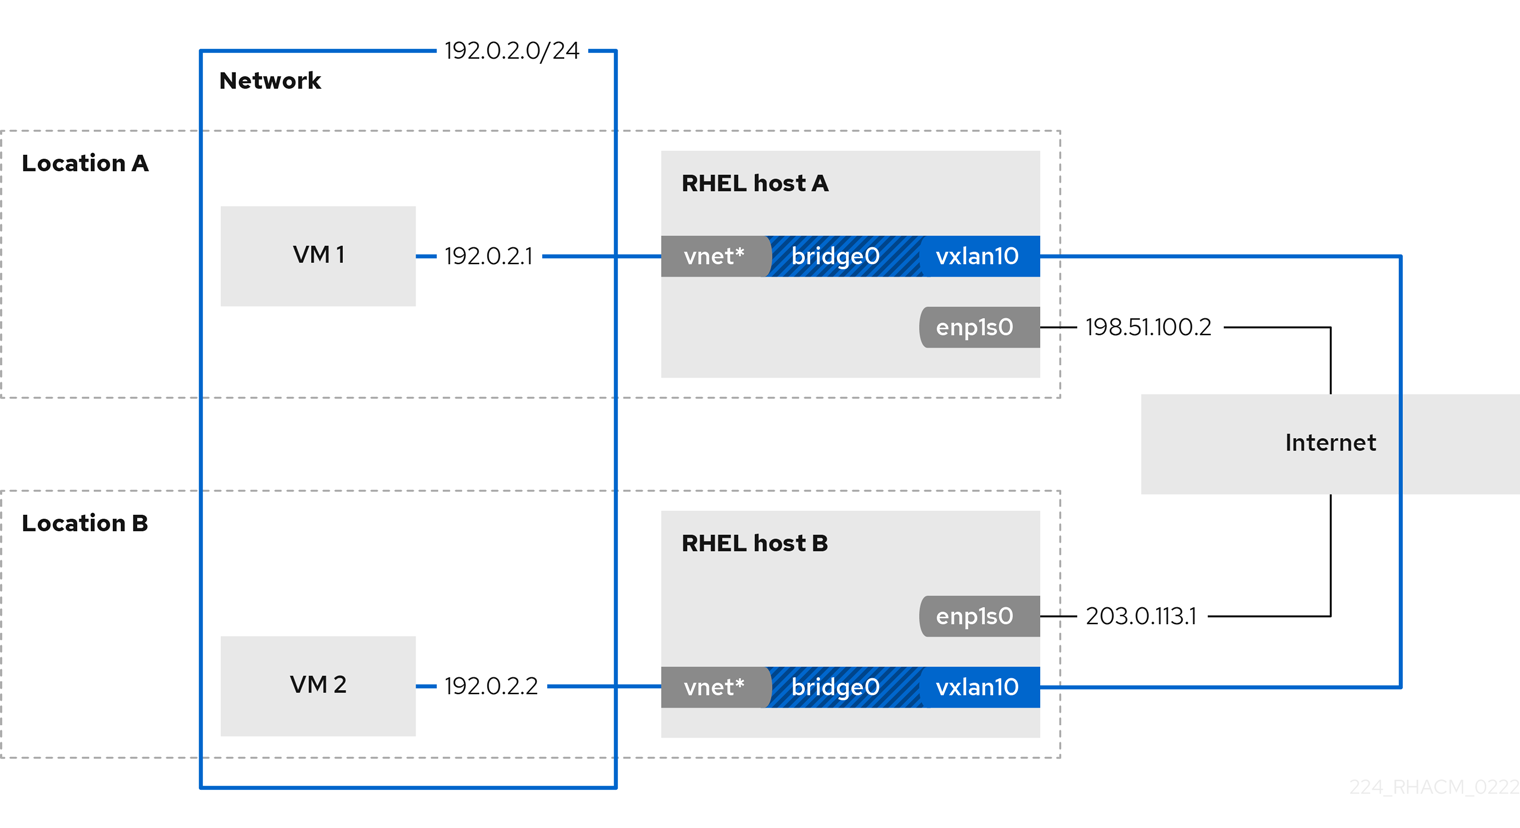 192.0.2.0/24
Network
Location A
RHEL host A
VM 1
192.0.2.1
vnet*
bridge0
vxlan10
enp1s0
198.51.100.2
Internet
Location B
RHEL host B
enp1s0
203.0.113.1
VM 2
192.0.2.2
vnet*
bridge0
vxlan10
224_RHACM_0222